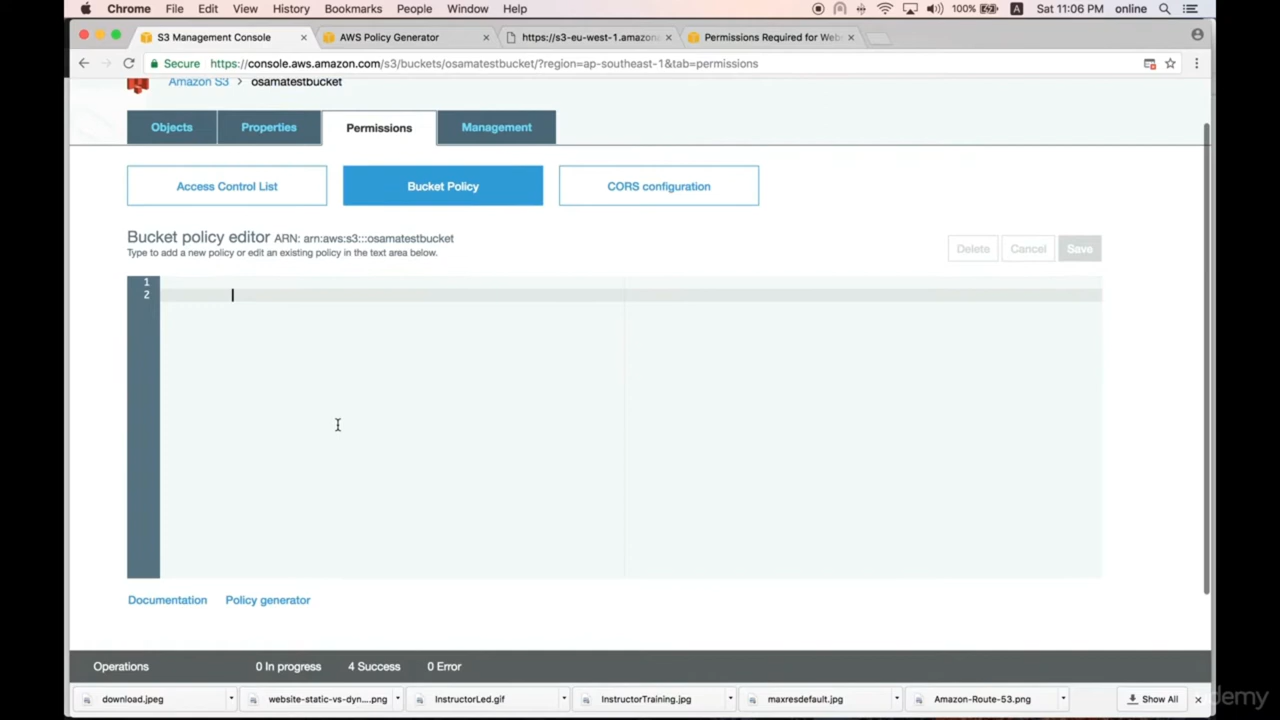 Chrome File Edit View History Bookmarks People Window Help 100% A Sat 11:06 PM online
S3 Management Console AWS Policy Generator https://s3-eu-west-1.amazona Permissions Required for Web
Secure https://console.aws.amazon.com/s3/buckets/osamatestbucket/?region=ap-southeast-1&tab=permissions
Amazon S3 > osamatestbucket
Objects Properties Permissions Management
Access Control List Bucket Policy CORS configuration
Bucket policy editor ARN: arn:aws:s3:::osamatestbucket
Type to add a new policy or edit an existing policy in the text area below.
Delete Cancel Save
1
2
Documentation Policy generator
Operations 0 In progress 4 Success 0 Error
download.jpeg website-static-vs-dyn....png InstructorLed.gif InstructorTraining.jpg maxresdefault.jpg Amazon-Route-53.png Show All
demy